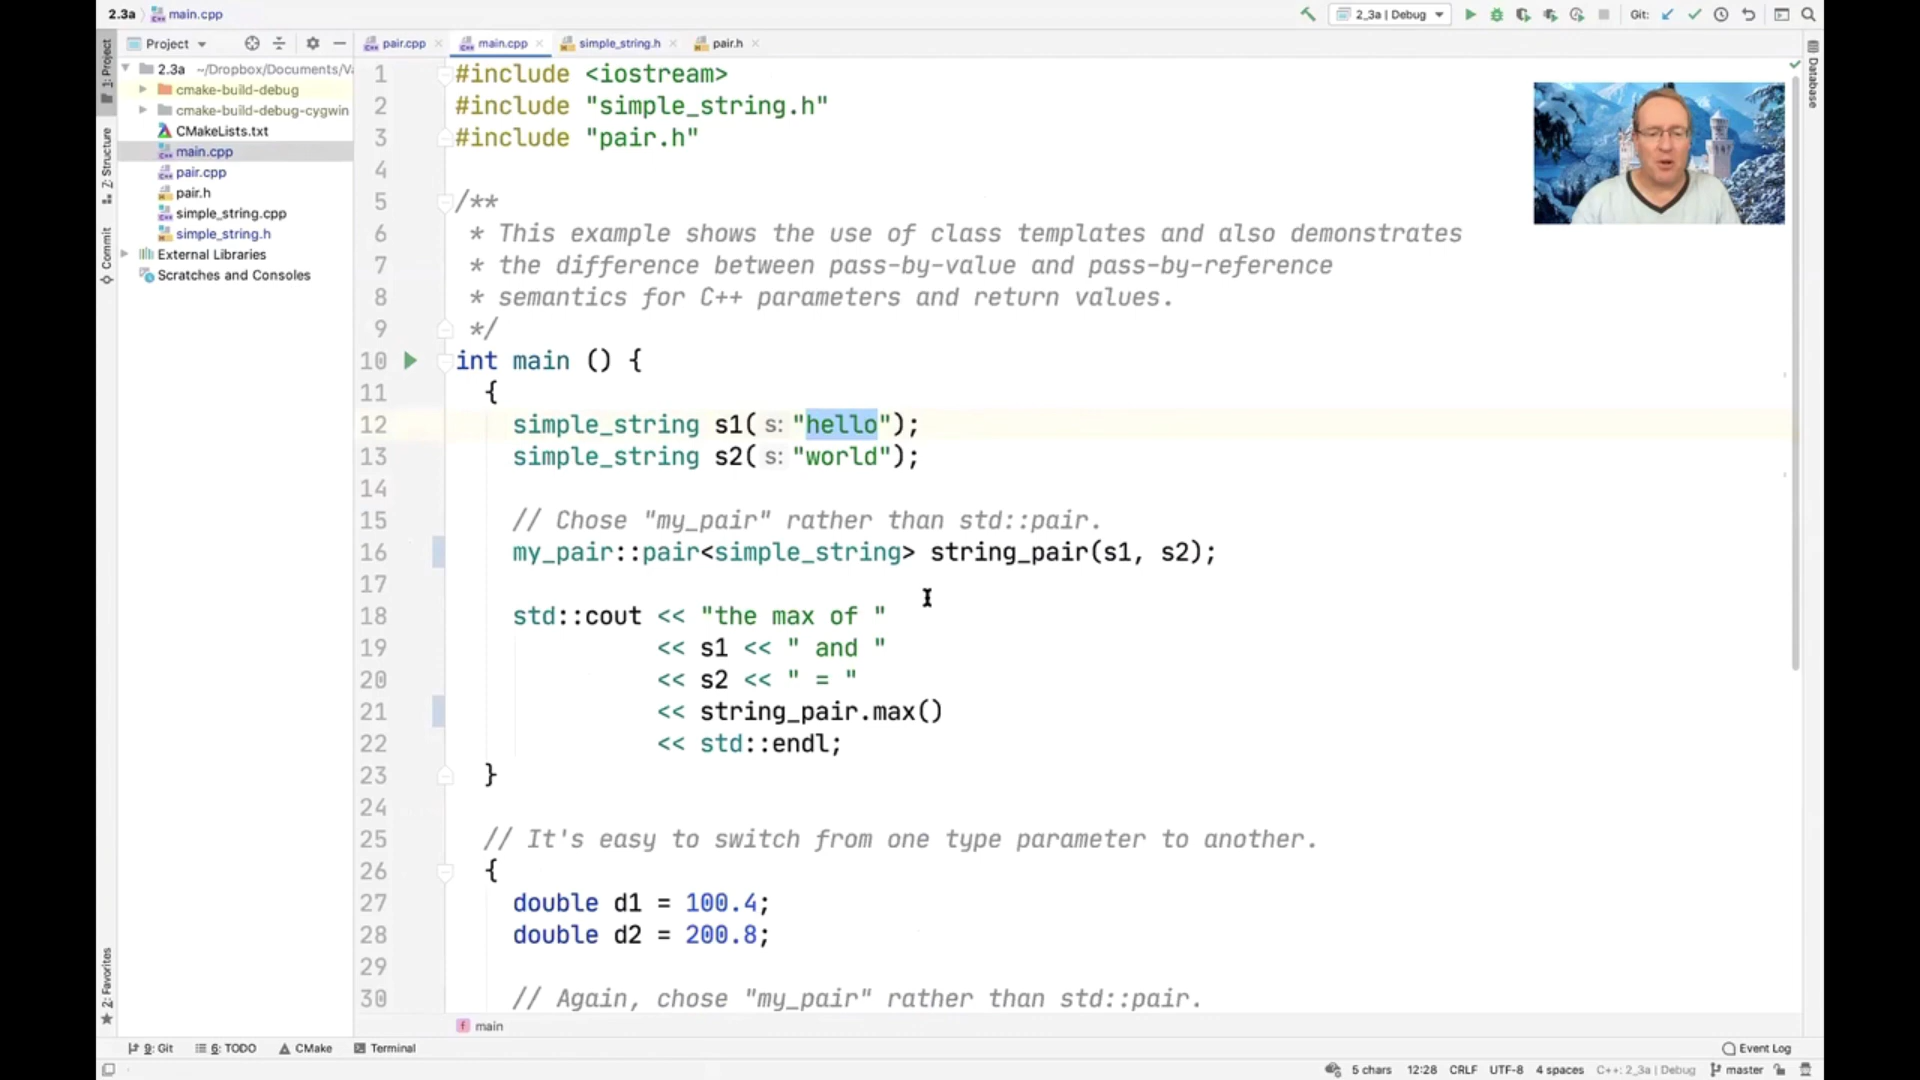 2.3a main.cpp
2_3a | Debug
Git:
Project
pair.cpp
main.cpp
simple_string.h
pair.h
1: Project
Z: Structure
Commit
2: Favorites
Database
2.3a ~/Dropbox/Documents/Va
cmake-build-debug
cmake-build-debug-cygwin
CMakeLists.txt
main.cpp
pair.cpp
pair.h
simple_string.cpp
simple_string.h
External Libraries
Scratches and Consoles
1 #include <iostream>
2 #include "simple_string.h"
3 #include "pair.h"
4
5 /**
6 * This example shows the use of class templates and also demonstrates
7 * the difference between pass-by-value and pass-by-reference
8 * semantics for C++ parameters and return values.
9 */
10 int main () {
11 {
12 simple_string s1( s: "hello");
13 simple_string s2( s: "world");
14
15 // Chose "my_pair" rather than std::pair.
16 my_pair::pair<simple_string> string_pair(s1, s2);
17
18 std::cout << "the max of "
19 << s1 << " and "
20 << s2 << " = "
21 << string_pair.max()
22 << std::endl;
23 }
24
25 // It's easy to switch from one type parameter to another.
26 {
27 double d1 = 100.4;
28 double d2 = 200.8;
29
30 // Again, chose "my_pair" rather than std::pair.
main
9: Git
6: TODO
CMake
Terminal
Event Log
5 chars 12:28 CRLF UTF-8 4 spaces C++: 2_3a | Debug master